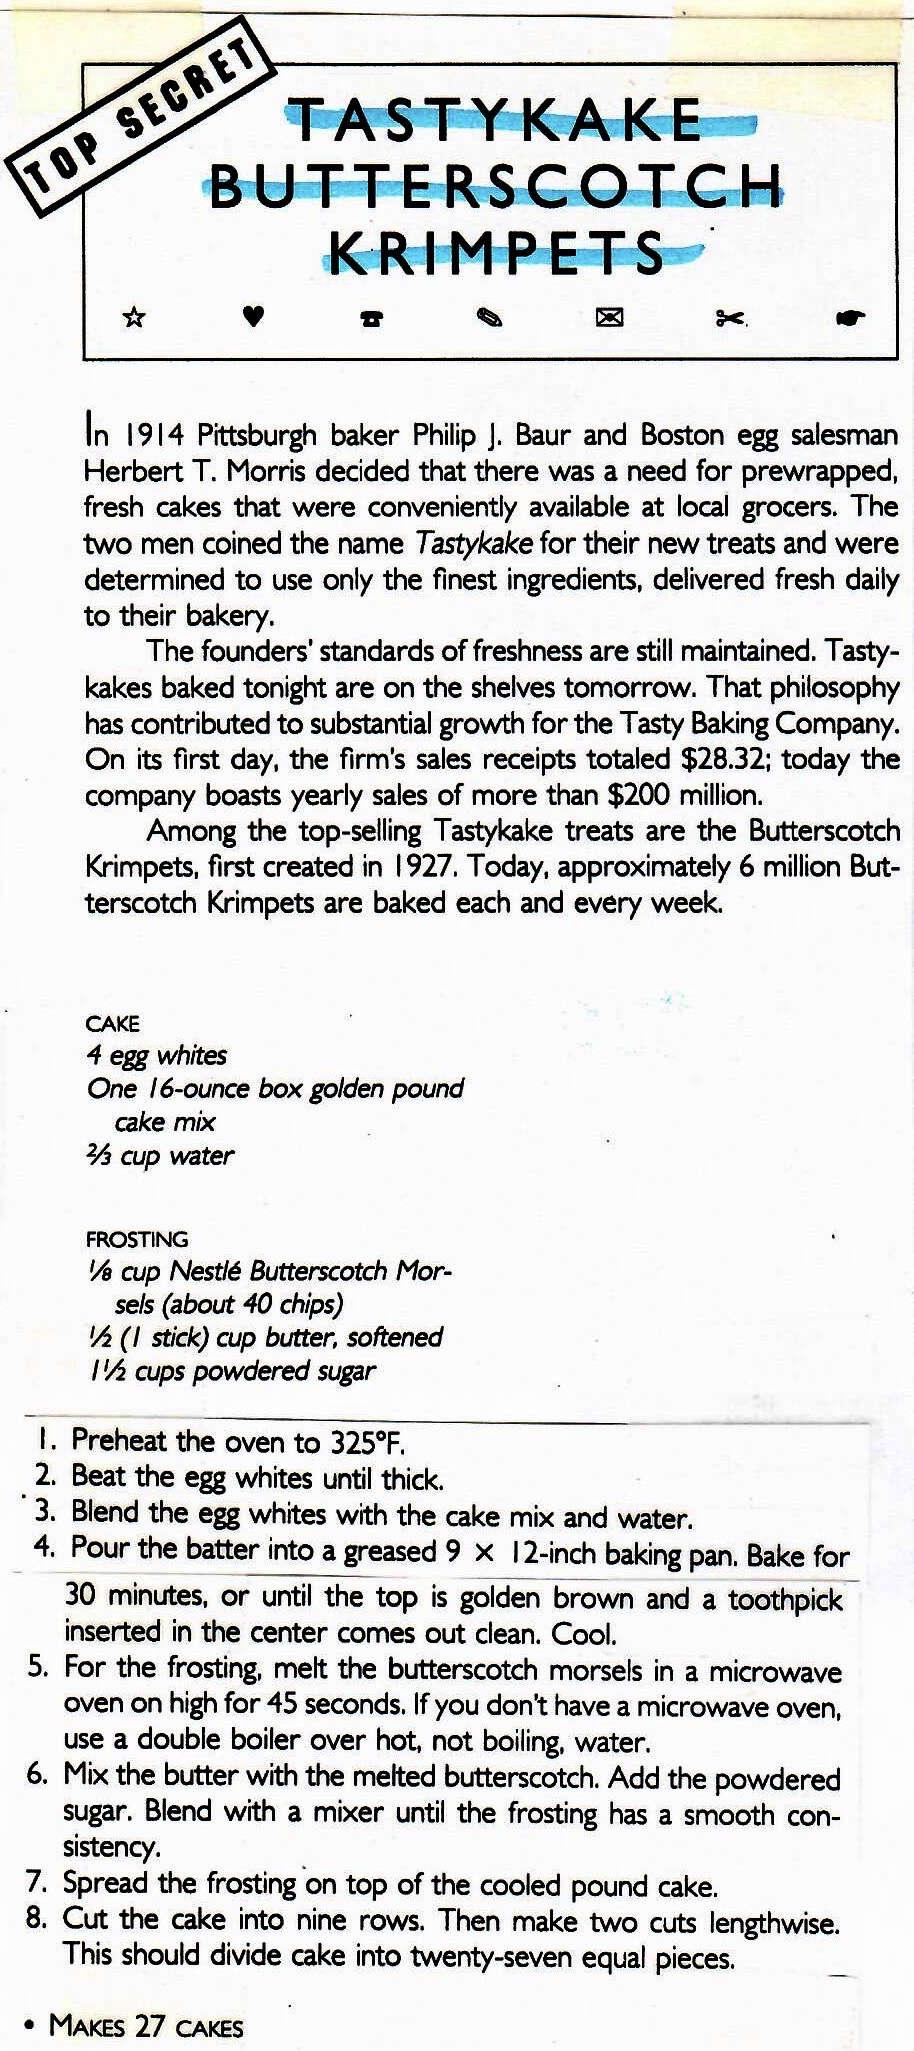 TOP SECRET
TASTYKAKE
BUTTERSCOTCH
KRIMPETS
In 1914 Pittsburgh baker Philip J. Baur and Boston egg salesman
Herbert T. Morris decided that there was a need for prewrapped,
fresh cakes that were conveniently available at local grocers. The
two men coined the name Tastykake for their new treats and were
determined to use only the finest ingredients, delivered fresh daily
to their bakery.
The founders' standards of freshness are still maintained. Tasty-
kakes baked tonight are on the shelves tomorrow. That philosophy
has contributed to substantial growth for the Tasty Baking Company.
On its first day, the firm's sales receipts totaled $28.32; today the
company boasts yearly sales of more than $200 million.
Among the top-selling Tastykake treats are the Butterscotch
Krimpets, first created in 1927. Today, approximately 6 million But-
terscotch Krimpets are baked each and every week.
CAKE
4 egg whites
One 16-ounce box golden pound
cake mix
⅔ cup water
FROSTING
⅛ cup Nestlé Butterscotch Mor-
sels (about 40 chips)
½ (1 stick) cup butter, softened
1½ cups powdered sugar
1. Preheat the oven to 325°F.
2. Beat the egg whites until thick.
3. Blend the egg whites with the cake mix and water.
4. Pour the batter into a greased 9 × 12-inch baking pan. Bake for
30 minutes, or until the top is golden brown and a toothpick
inserted in the center comes out clean. Cool.
5. For the frosting, melt the butterscotch morsels in a microwave
oven on high for 45 seconds. If you don't have a microwave oven,
use a double boiler over hot, not boiling, water.
6. Mix the butter with the melted butterscotch. Add the powdered
sugar. Blend with a mixer until the frosting has a smooth con-
sistency.
7. Spread the frosting on top of the cooled pound cake.
8. Cut the cake into nine rows. Then make two cuts lengthwise.
This should divide cake into twenty-seven equal pieces.
• MAKES 27 CAKES